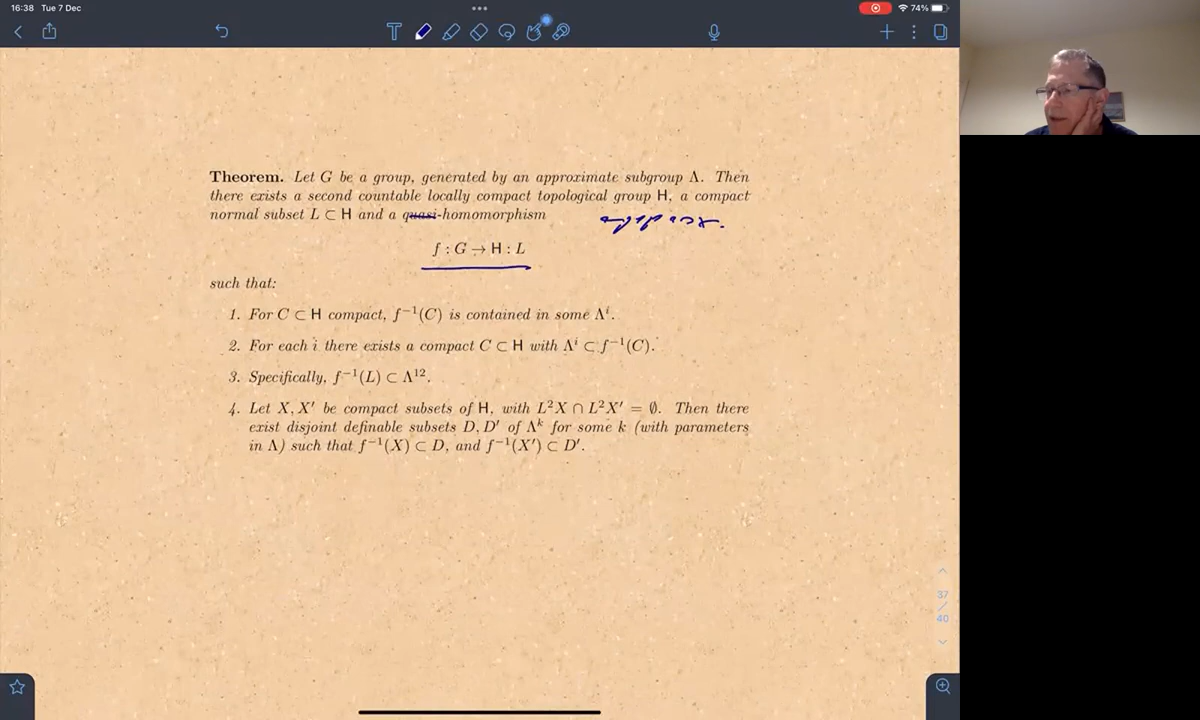 16:38 Tue 7 Dec
74%
Theorem. Let G be a group, generated by an approximate subgroup Λ. Then
there exists a second countable locally compact topological group H, a compact
normal subset L ⊂ H and a quasi-homomorphism
f : G → H : L
such that:
1. For C ⊂ H compact, f⁻¹(C) is contained in some Λⁱ.
2. For each i there exists a compact C ⊂ H with Λⁱ ⊂ f⁻¹(C).
3. Specifically, f⁻¹(L) ⊂ Λ¹².
4. Let X, X′ be compact subsets of H, with L²X ∩ L²X′ = ∅. Then there
exist disjoint definable subsets D, D′ of Λᵏ for some k (with parameters
in Λ) such that f⁻¹(X) ⊂ D, and f⁻¹(X′) ⊂ D′.
37
/
40